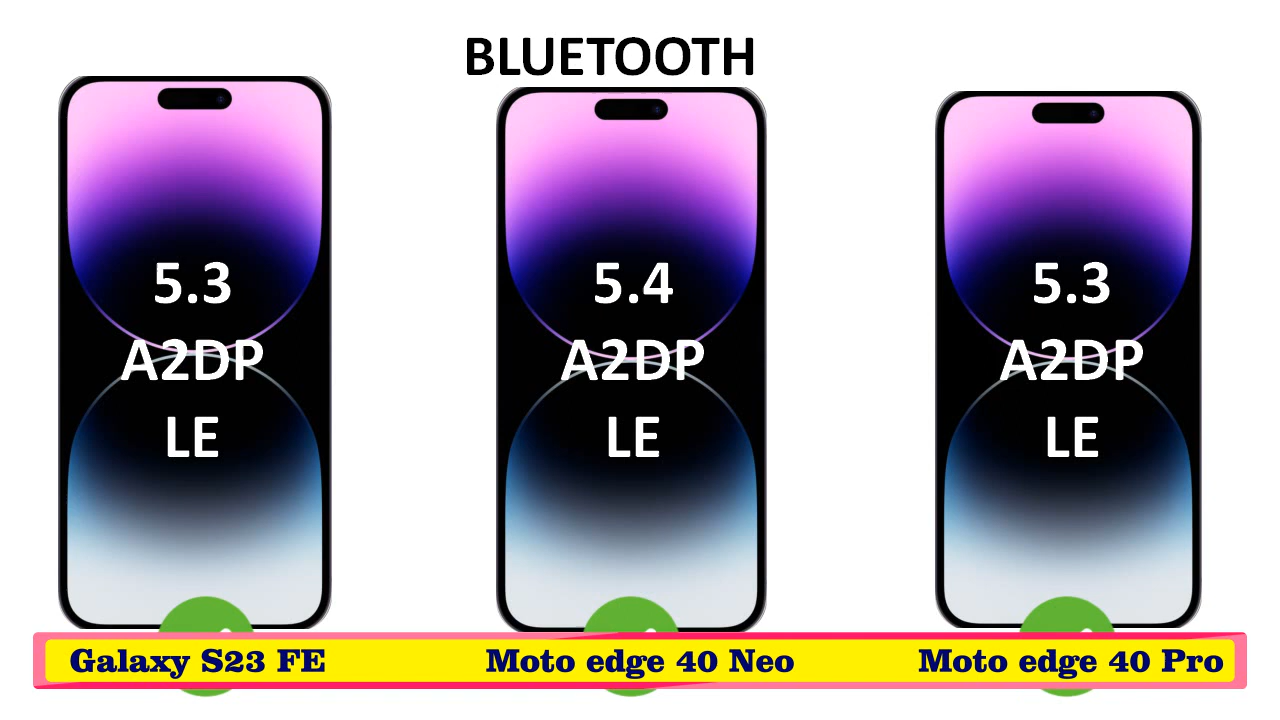 BLUETOOTH
5.3
A2DP
LE
5.4
A2DP
LE
5.3
A2DP
LE
Galaxy S23 FE
Moto edge 40 Neo
Moto edge 40 Pro